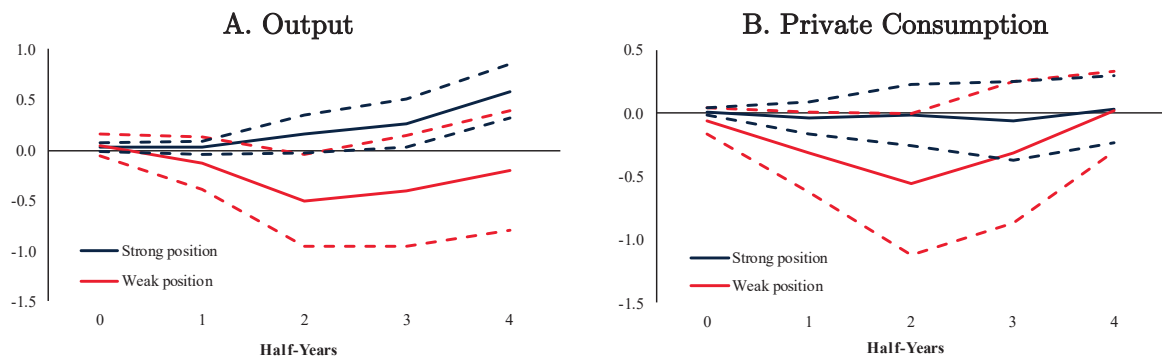 A. Output
1.0
0.5
0.0
-0.5
-1.0
-1.5
Strong position
Weak position
0 1 2 3 4
Half-Years
B. Private Consumption
0.5
0.0
-0.5
-1.0
-1.5
Strong position
Weak position
0 1 2 3 4
Half-Years